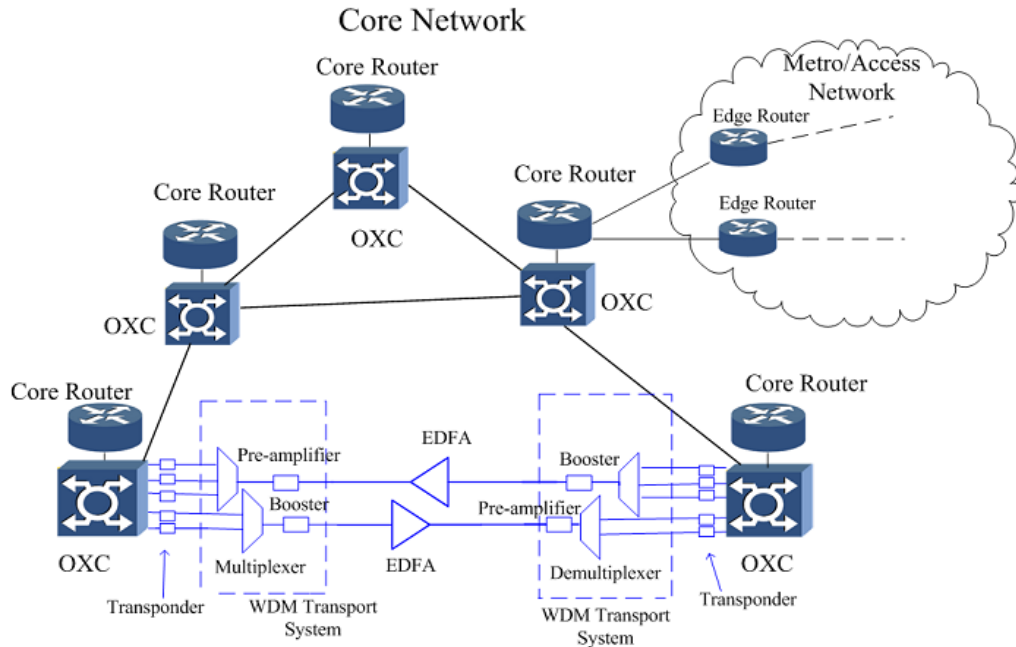 Core Network
Core Router
Metro/Access
Network
Edge Router
Core Router
Core Router
Edge Router
OXC
OXC
OXC
Core Router
Core Router
EDFA
Pre-amplifier
Booster
Booster
Pre-amplifier
OXC
EDFA
OXC
Multiplexer
Demultiplexer
Transponder
WDM Transport
System
WDM Transport
System
Transponder